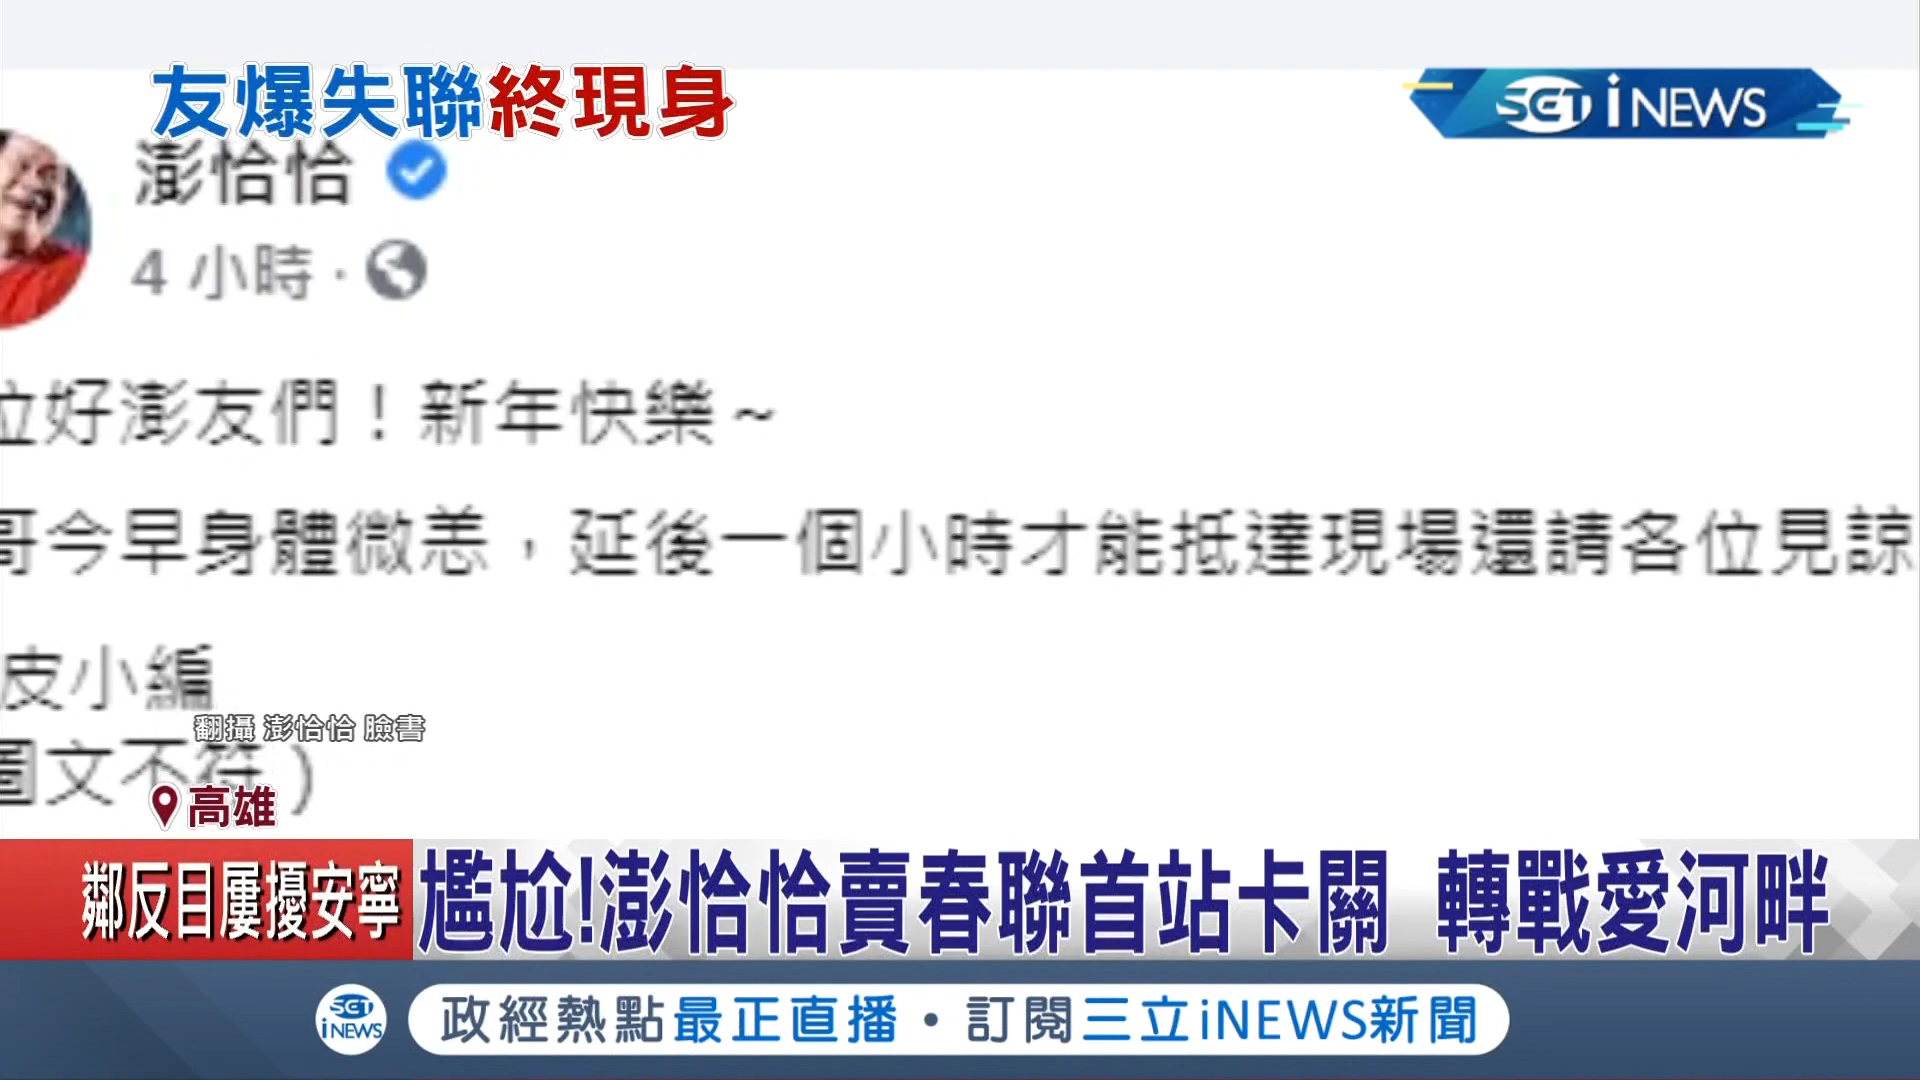 友爆失聯終現身
SET iNEWS
澎恰恰
4 小時 ·
位好澎友們！新年快樂～
哥今早身體微恙，延後一個小時才能抵達現場還請各位見諒
皮小編
翻攝 澎恰恰 臉書
圖文不符）
高雄
鄰反目屢擾安寧
尷尬!澎恰恰賣春聯首站卡關 轉戰愛河畔
SET iNEWS
政經熱點最正直播・訂閱三立iNEWS新聞